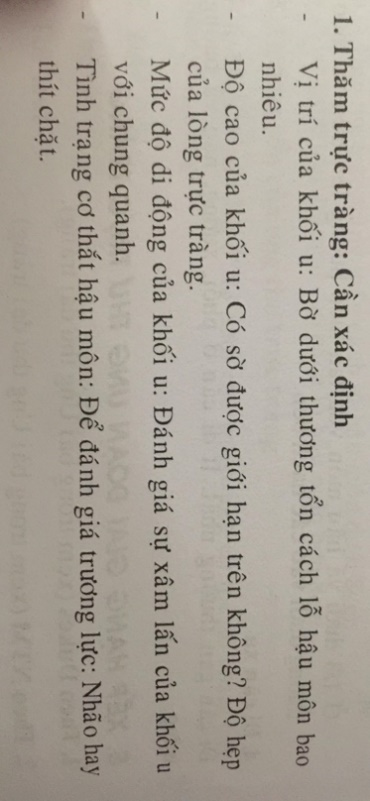 1. Thăm trực tràng: Cần xác định
- Vị trí của khối u: Bờ dưới thương tổn cách lỗ hậu môn bao
nhiêu.
- Độ cao của khối u: Có sờ được giới hạn trên không? Độ hẹp
của lòng trực tràng.
- Mức độ di động của khối u: Đánh giá sự xâm lấn của khối u
với chung quanh.
- Tình trạng cơ thắt hậu môn: Để đánh giá trương lực: Nhão hay
thít chặt.